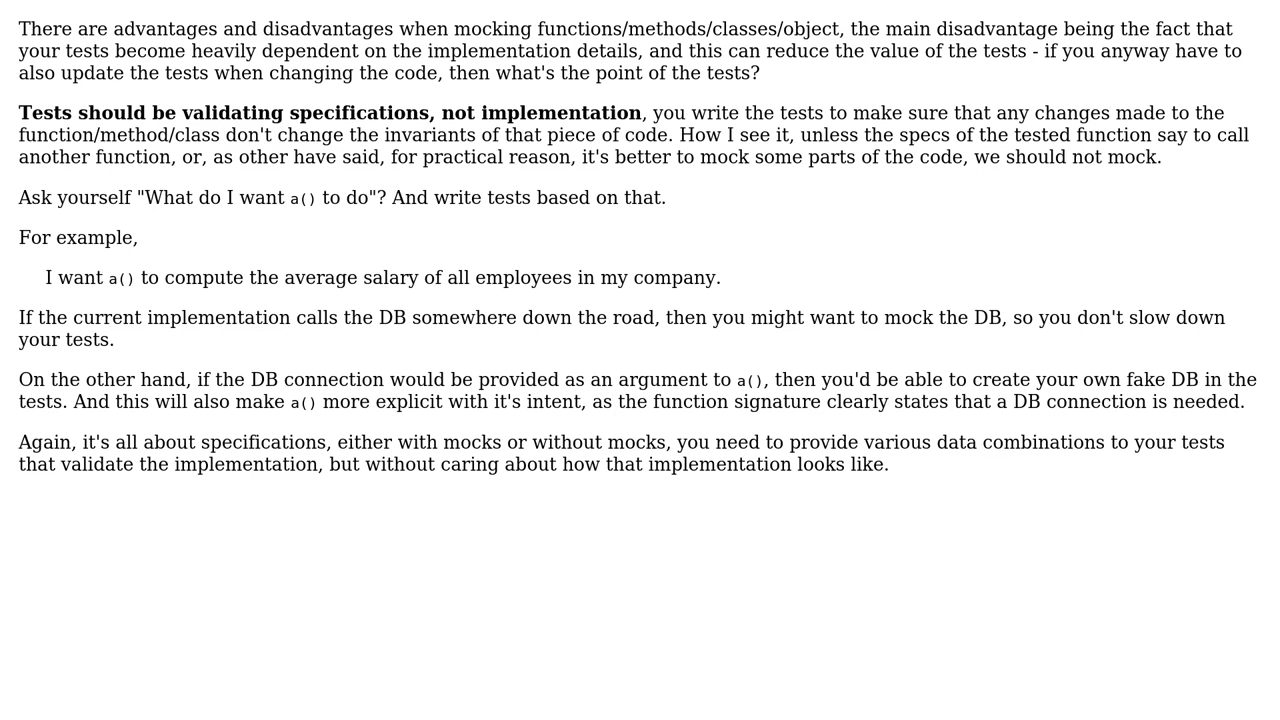 There are advantages and disadvantages when mocking functions/methods/classes/object, the main disadvantage being the fact that
your tests become heavily dependent on the implementation details, and this can reduce the value of the tests - if you anyway have to
also update the tests when changing the code, then what's the point of the tests?
Tests should be validating specifications, not implementation, you write the tests to make sure that any changes made to the
function/method/class don't change the invariants of that piece of code. How I see it, unless the specs of the tested function say to call
another function, or, as other have said, for practical reason, it's better to mock some parts of the code, we should not mock.
Ask yourself "What do I want a() to do"? And write tests based on that.
For example,
I want a() to compute the average salary of all employees in my company.
If the current implementation calls the DB somewhere down the road, then you might want to mock the DB, so you don't slow down
your tests.
On the other hand, if the DB connection would be provided as an argument to a(), then you'd be able to create your own fake DB in the
tests. And this will also make a() more explicit with it's intent, as the function signature clearly states that a DB connection is needed.
Again, it's all about specifications, either with mocks or without mocks, you need to provide various data combinations to your tests
that validate the implementation, but without caring about how that implementation looks like.